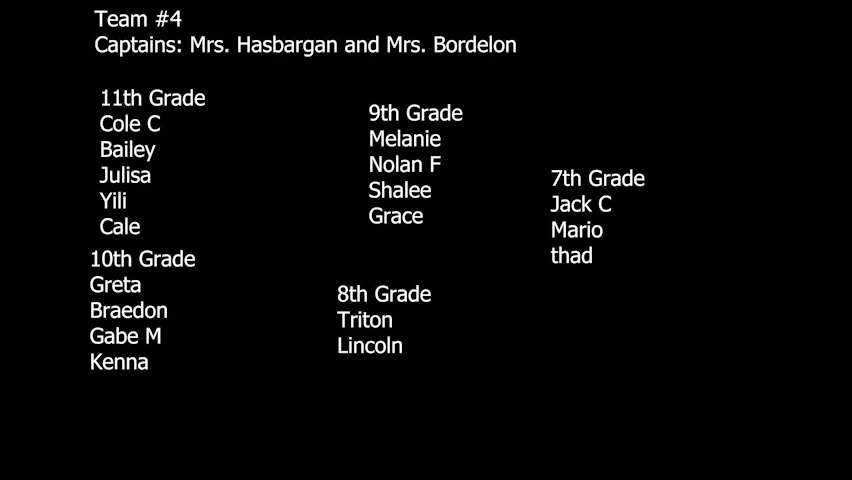 Team #4
Captains: Mrs. Hasbargan and Mrs. Bordelon
11th Grade
Cole C
Bailey
Julisa
Yili
Cale
10th Grade
Greta
Braedon
Gabe M
Kenna
9th Grade
Melanie
Nolan F
Shalee
Grace
8th Grade
Triton
Lincoln
7th Grade
Jack C
Mario
thad